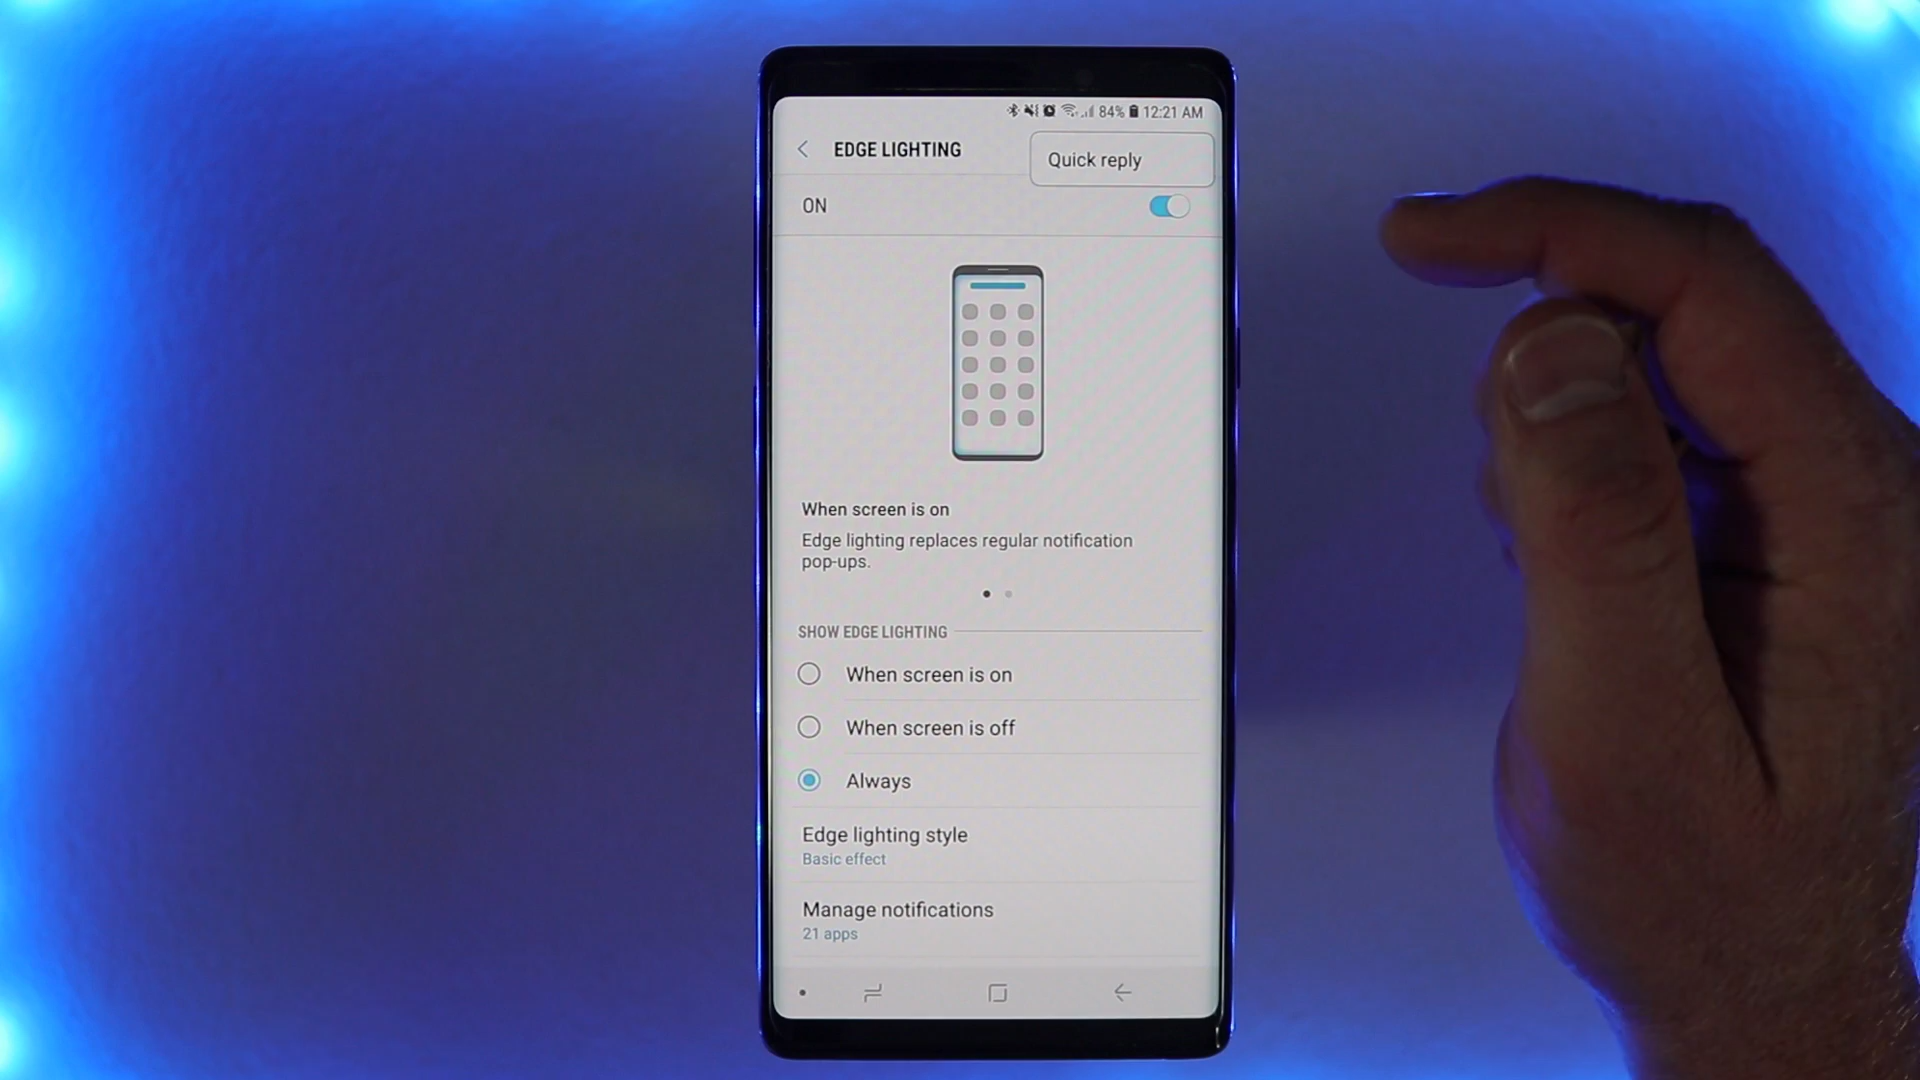 84% 12:21 AM
EDGE LIGHTING
Quick reply
ON
When screen is on
Edge lighting replaces regular notification
pop-ups.
SHOW EDGE LIGHTING
When screen is on
When screen is off
Always
Edge lighting style
Basic effect
Manage notifications
21 apps